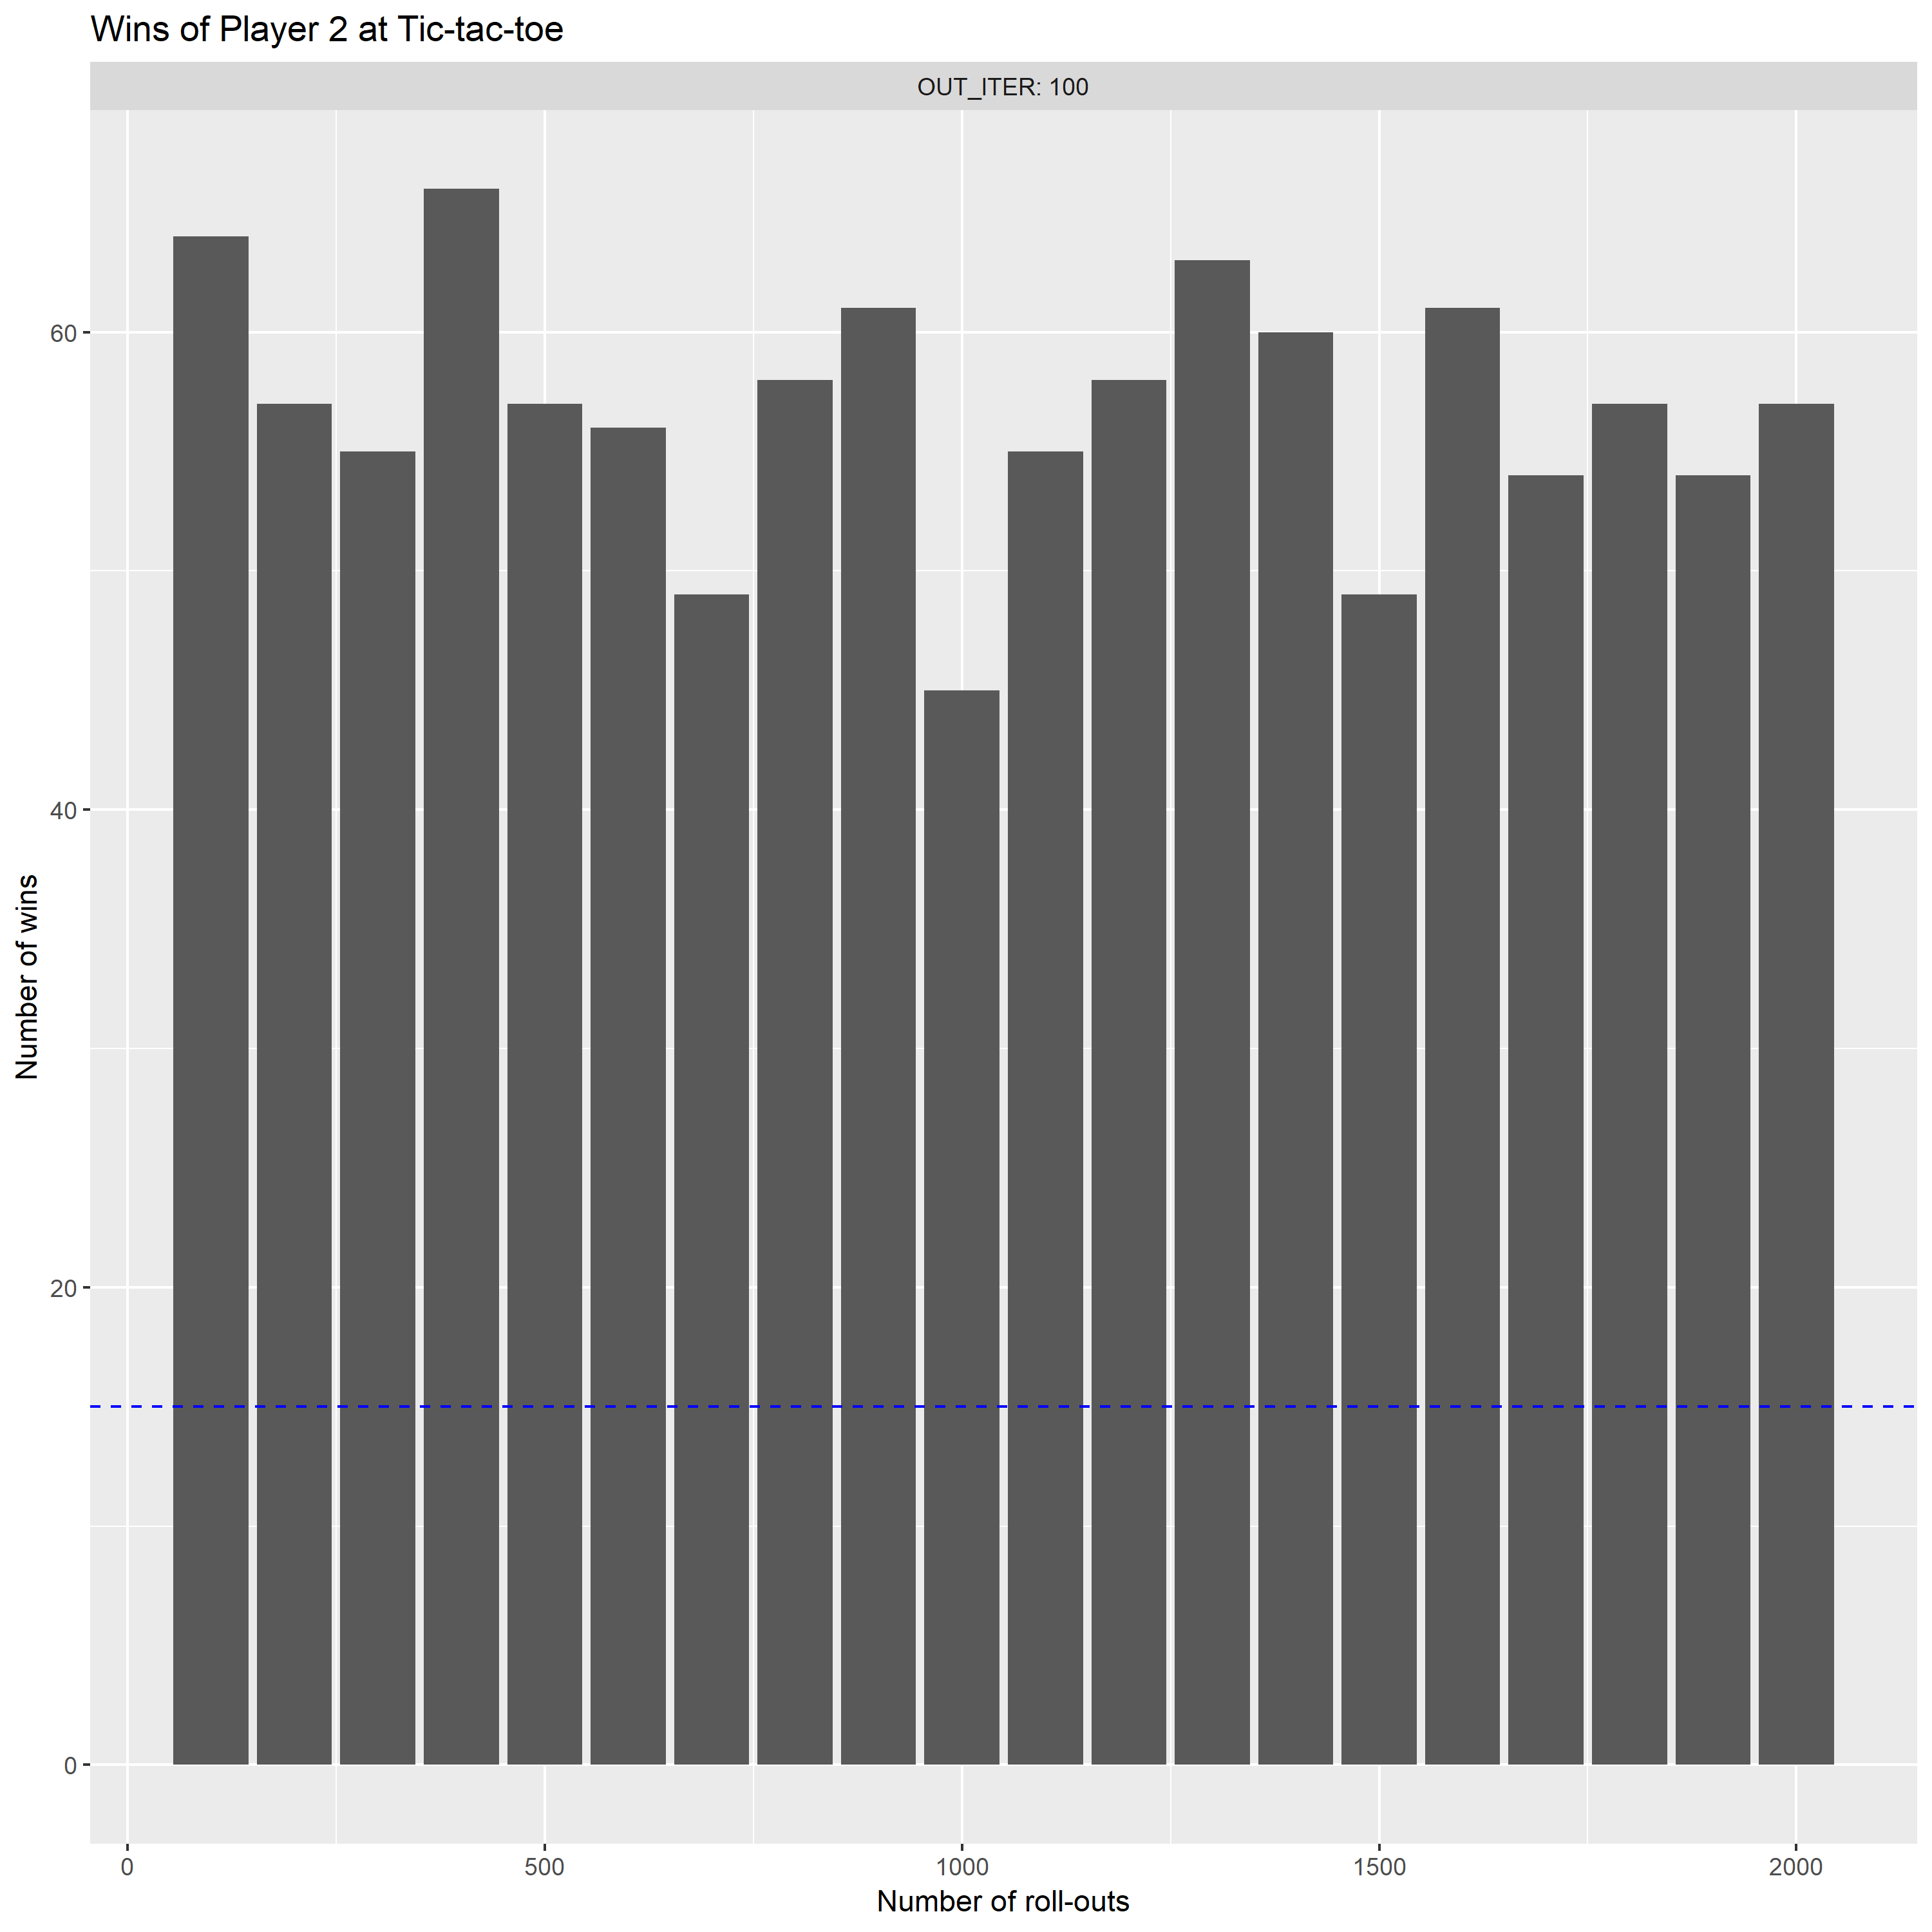 Wins of Player 2 at Tic-tac-toe
OUT_ITER: 100
60
40
20
0
Number of wins
0 500 1000 1500 2000
Number of roll-outs